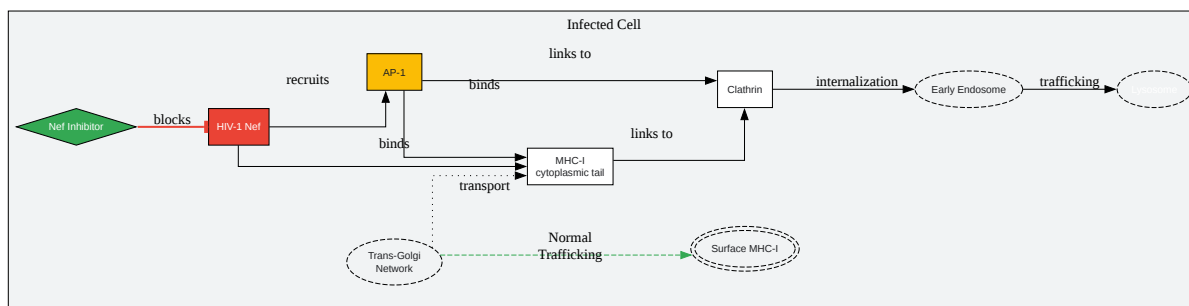 Infected Cell
links to
recruits
AP-1
binds
Clathrin
internalization
Early Endosome
trafficking
Lysosome
Nef Inhibitor
blocks
HIV-1 Nef
binds
links to
MHC-I
cytoplasmic tail
transport
Normal
Trafficking
Trans-Golgi
Network
Surface MHC-I